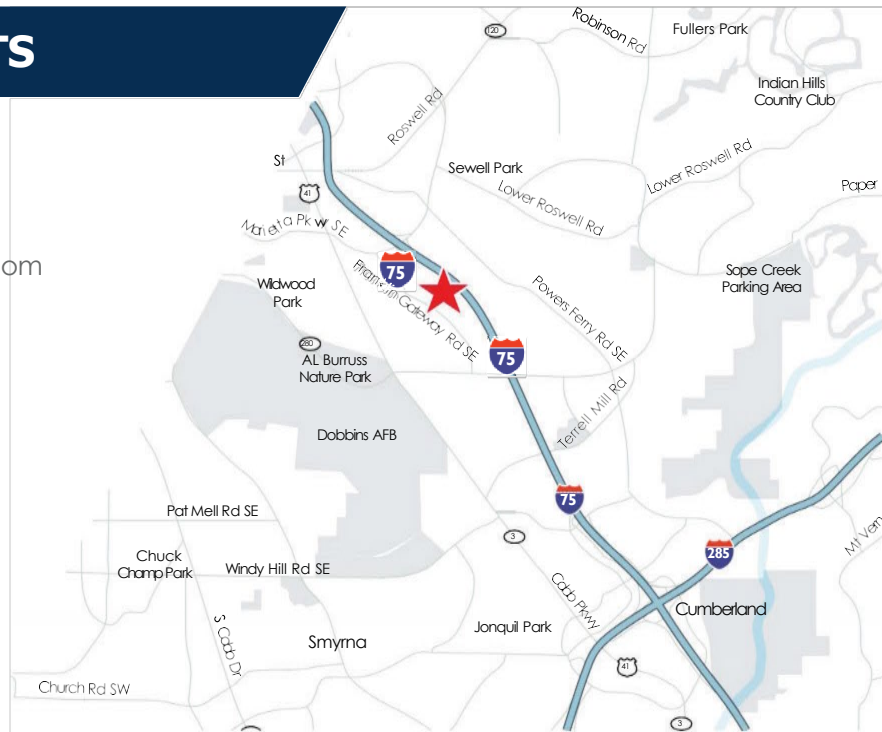 TS
om
120
Robinson Rd
Fullers Park
Indian Hills
Country Club
Roswell Rd
St
Sewell Park
Lower Roswell Rd
Lower Roswell Rd
Paper
41
Marietta Pkw SE
75
Wildwood
Park
Gateway Rd SE
Powers Ferry Rd SE
Sope Creek
Parking Area
280
75
AL Burruss
Nature Park
Terrell Mill Rd
Dobbins AFB
75
Pat Mell Rd SE
3
285
Mt Vern
Chuck
Champ Park
Windy Hill Rd SE
Cobb Pkwy
Cumberland
S Cobb Dr
Smyrna
Jonquil Park
41
Church Rd SW
3